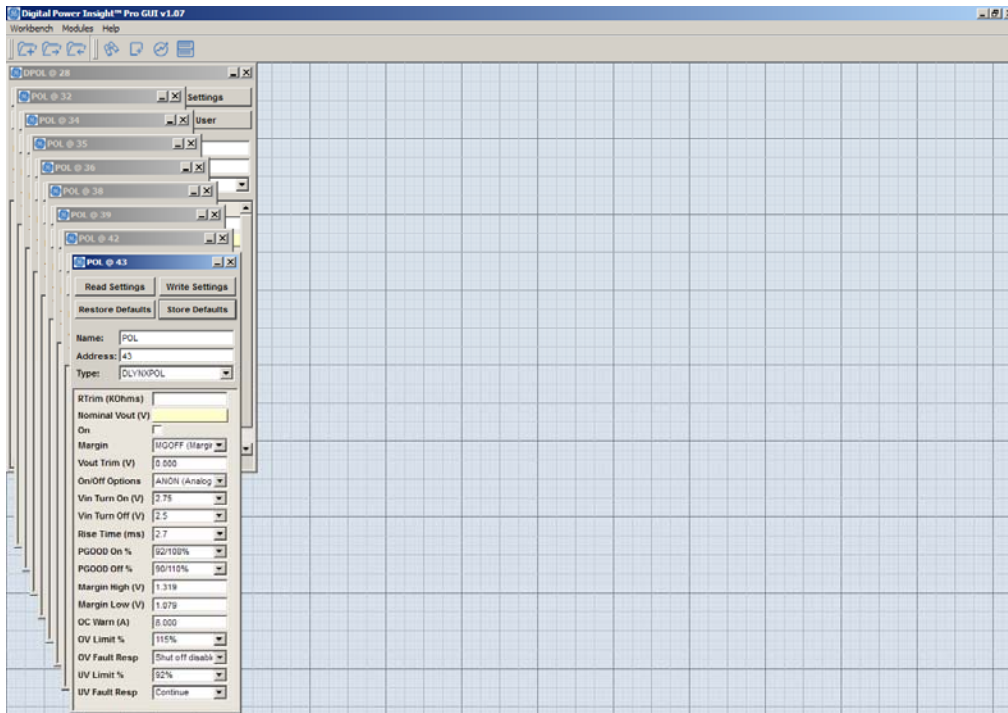 Digital Power Insight™ Pro GUI v1.07
Workbench Modules Help
DPOL @ 28
POL @ 32
Settings
POL @ 34
User
POL @ 35
POL @ 36
POL @ 38
POL @ 39
POL @ 42
POL @ 43
Read Settings Write Settings
Restore Defaults Store Defaults
Name: POL
Address: 43
Type: DLYNXPOL
RTrim (KOhms)
Nominal Vout (V)
On
Margin MGOFF (Margir
Vout Trim (V) 0.000
On/Off Options ANON (Analog
Vin Turn On (V) 2.75
Vin Turn Off (V) 2.5
Rise Time (ms) 2.7
PGOOD On % 92/108%
PGOOD Off % 90/110%
Margin High (V) 1.319
Margin Low (V) 1.079
OC Warn (A) 8.000
OV Limit % 115%
OV Fault Resp Shut off disabl
UV Limit % 92%
UV Fault Resp Continue